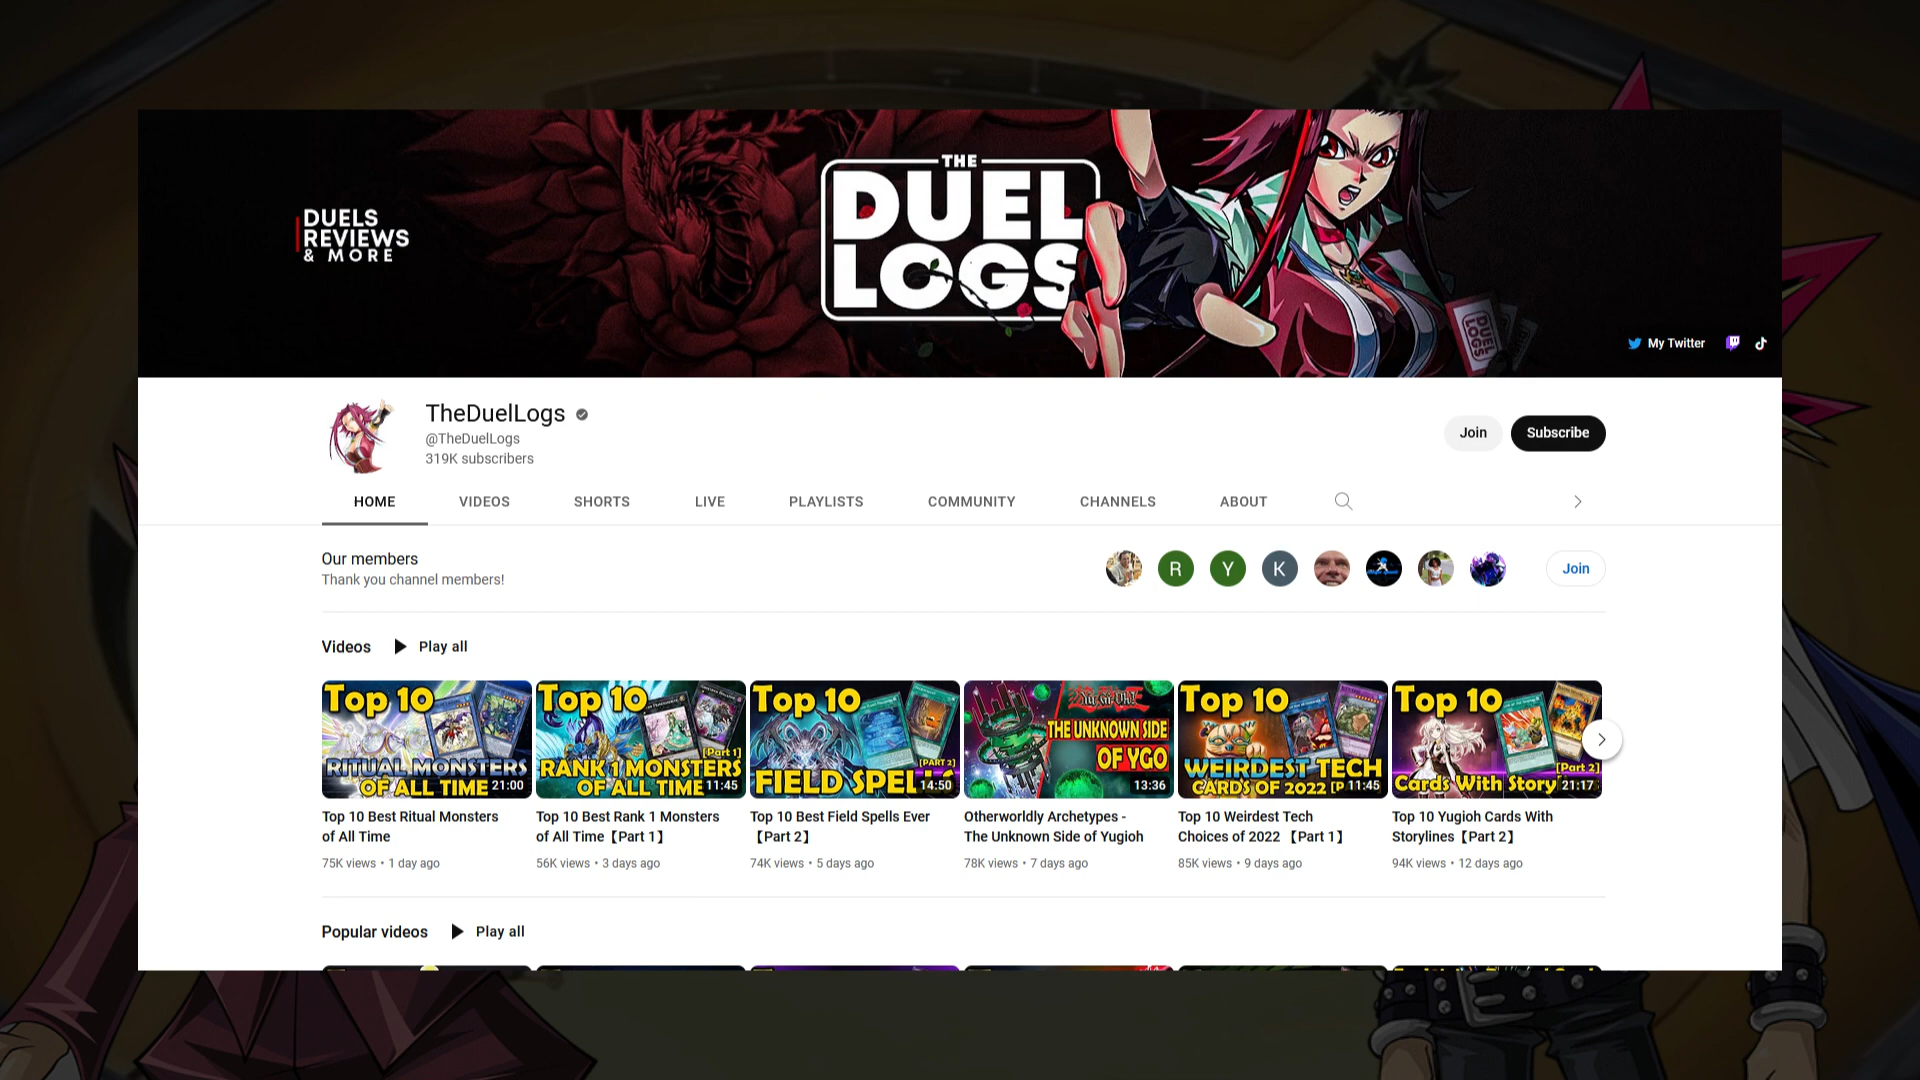 THE
DUEL
LOGS
DUELS
REVIEWS
& MORE
DUEL
LOGS
My Twitter
TheDuelLogs
@TheDuelLogs
319K subscribers
Join
Subscribe
HOME
VIDEOS
SHORTS
LIVE
PLAYLISTS
COMMUNITY
CHANNELS
ABOUT
Our members
Thank you channel members!
R
Y
K
Join
Videos
Play all
Top 10
RITUAL MONSTERS
OF ALL TIME
21:00
Top 10 Best Ritual Monsters
of All Time
75K views • 1 day ago
Top 10
[Part 1]
RANK 1 MONSTERS
OF ALL TIME
11:45
Top 10 Best Rank 1 Monsters
of All Time【Part 1】
56K views • 3 days ago
Top 10
[PART 2]
FIELD SPELLS
14:50
Top 10 Best Field Spells Ever
【Part 2】
74K views • 5 days ago
Yu-Gi-Oh!
THE UNKNOWN SIDE
OF YGO
13:36
Otherworldly Archetypes -
The Unknown Side of Yugioh
78K views • 7 days ago
Top 10
WEIRDEST TECH
CARDS OF 2022 [P
11:45
Top 10 Weirdest Tech
Choices of 2022 【Part 1】
85K views • 9 days ago
Top 10
[Part 2]
Cards With Story
21:17
Top 10 Yugioh Cards With
Storylines【Part 2】
94K views • 12 days ago
Popular videos
Play all